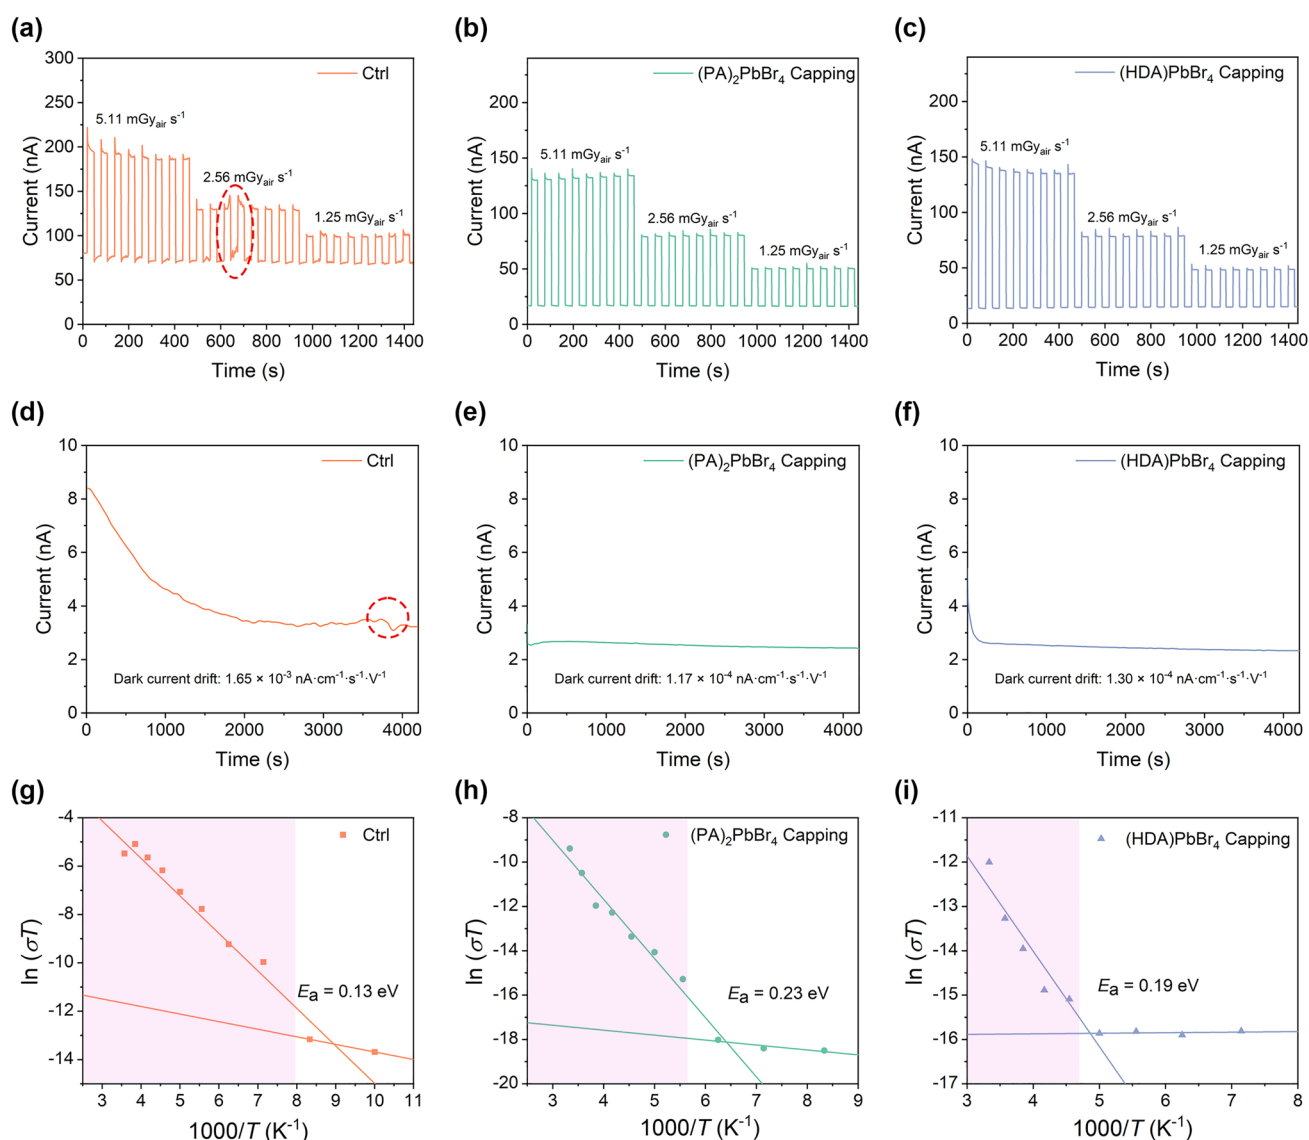 (a)
Ctrl
5.11 mGyair s-1
2.56 mGyair s-1
1.25 mGyair s-1
300
250
200
150
100
50
0
Current (nA)
0 200 400 600 800 1000 1200 1400
Time (s)
(b)
(PA)2PbBr4 Capping
5.11 mGyair s-1
2.56 mGyair s-1
1.25 mGyair s-1
200
150
100
50
0
Current (nA)
0 200 400 600 800 1000 1200 1400
Time (s)
(c)
(HDA)PbBr4 Capping
5.11 mGyair s-1
2.56 mGyair s-1
1.25 mGyair s-1
200
150
100
50
0
Current (nA)
0 200 400 600 800 1000 1200 1400
Time (s)
(d)
Ctrl
10
8
6
4
2
0
Current (nA)
Dark current drift: 1.65 × 10-3 nA·cm-1·s-1·V-1
0 1000 2000 3000 4000
Time (s)
(e)
(PA)2PbBr4 Capping
10
8
6
4
2
0
Current (nA)
Dark current drift: 1.17 × 10-4 nA·cm-1·s-1·V-1
0 1000 2000 3000 4000
Time (s)
(f)
(HDA)PbBr4 Capping
10
8
6
4
2
0
Current (nA)
Dark current drift: 1.30 × 10-4 nA·cm-1·s-1·V-1
0 1000 2000 3000 4000
Time (s)
(g)
Ctrl
-4
-6
-8
-10
-12
-14
ln (σT)
Ea = 0.13 eV
3 4 5 6 7 8 9 10 11
1000/T (K-1)
(h)
(PA)2PbBr4 Capping
-8
-10
-12
-14
-16
-18
-20
ln (σT)
Ea = 0.23 eV
3 4 5 6 7 8 9
1000/T (K-1)
(i)
(HDA)PbBr4 Capping
-11
-12
-13
-14
-15
-16
-17
ln (σT)
Ea = 0.19 eV
3 4 5 6 7 8
1000/T (K-1)